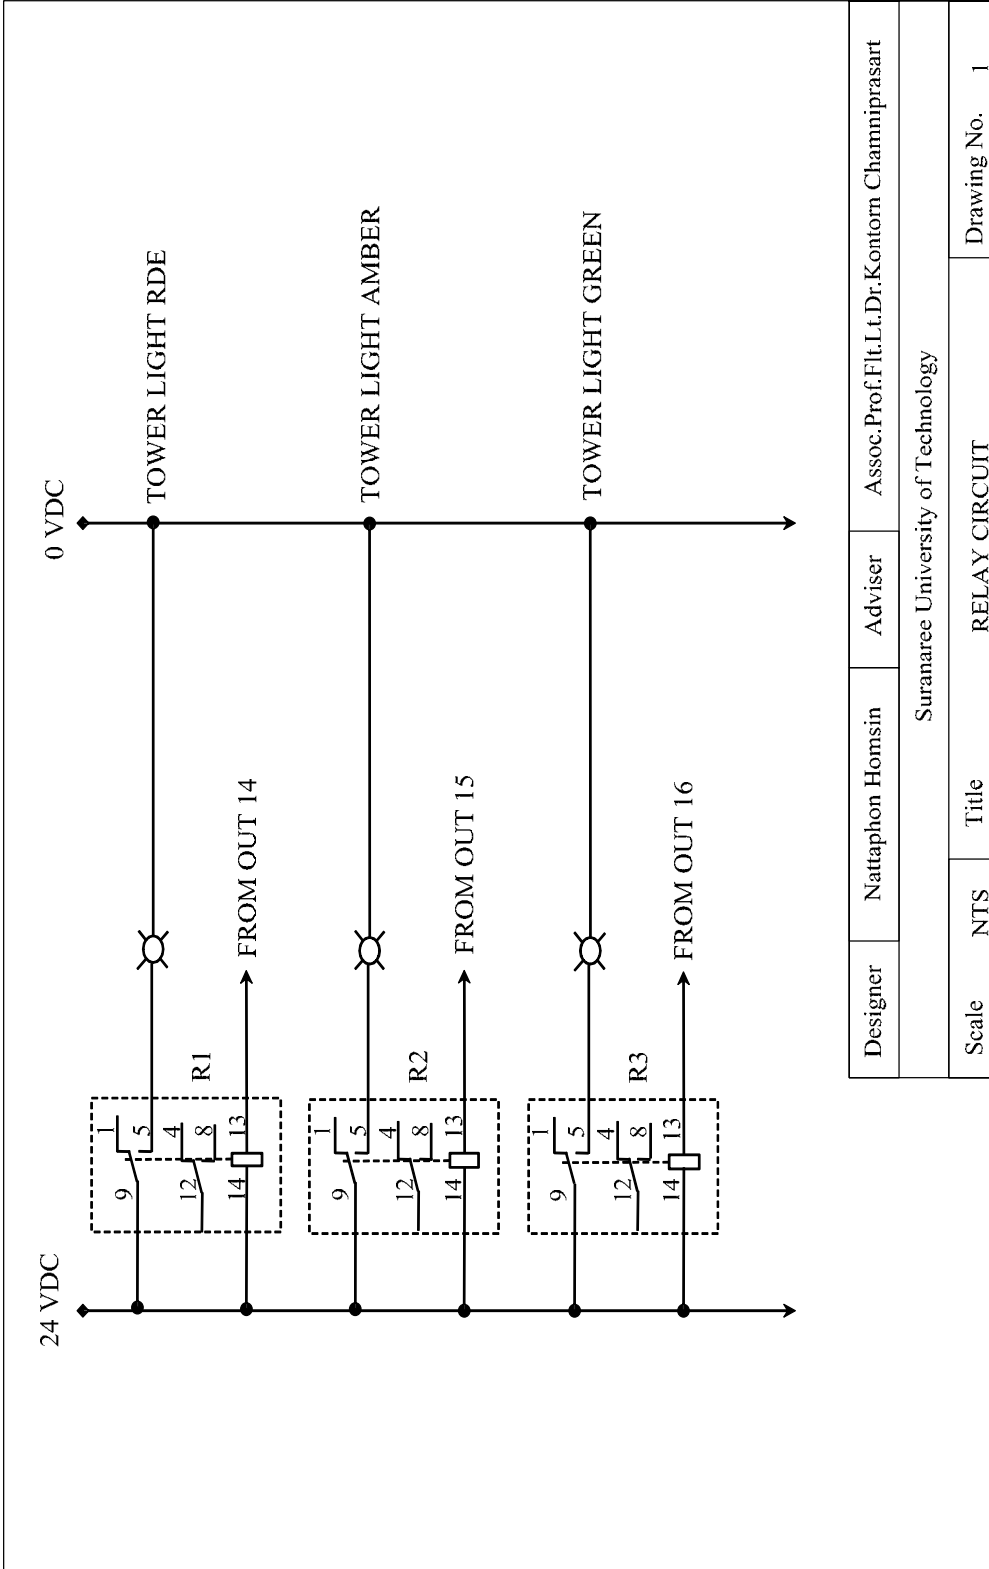 24 VDC
0 VDC
9
1
5
12
4
8
14
13
R1
TOWER LIGHT RDE
FROM OUT 14
9
1
5
12
4
8
14
13
R2
TOWER LIGHT AMBER
FROM OUT 15
9
1
5
12
4
8
14
13
R3
TOWER LIGHT GREEN
FROM OUT 16
Designer Nattaphon Homsin Adviser Assoc.Prof.Flt.Lt.Dr.Kontorn Chamniprasart
Suranaree University of Technology
Scale NTS Title RELAY CIRCUIT Drawing No. 1